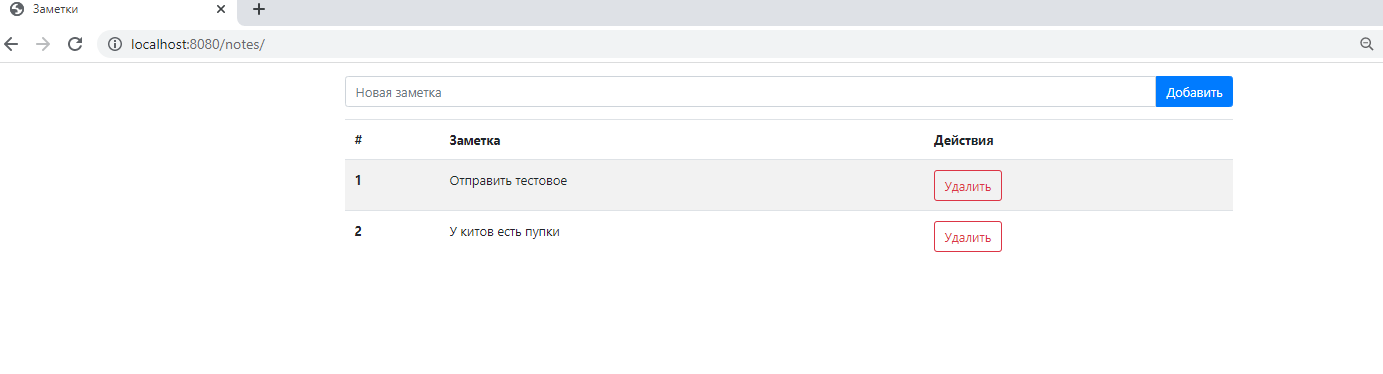 Заметки
localhost:8080/notes/
Новая заметка Добавить
# Заметка Действия
1 Отправить тестовое Удалить
2 У китов есть пупки Удалить